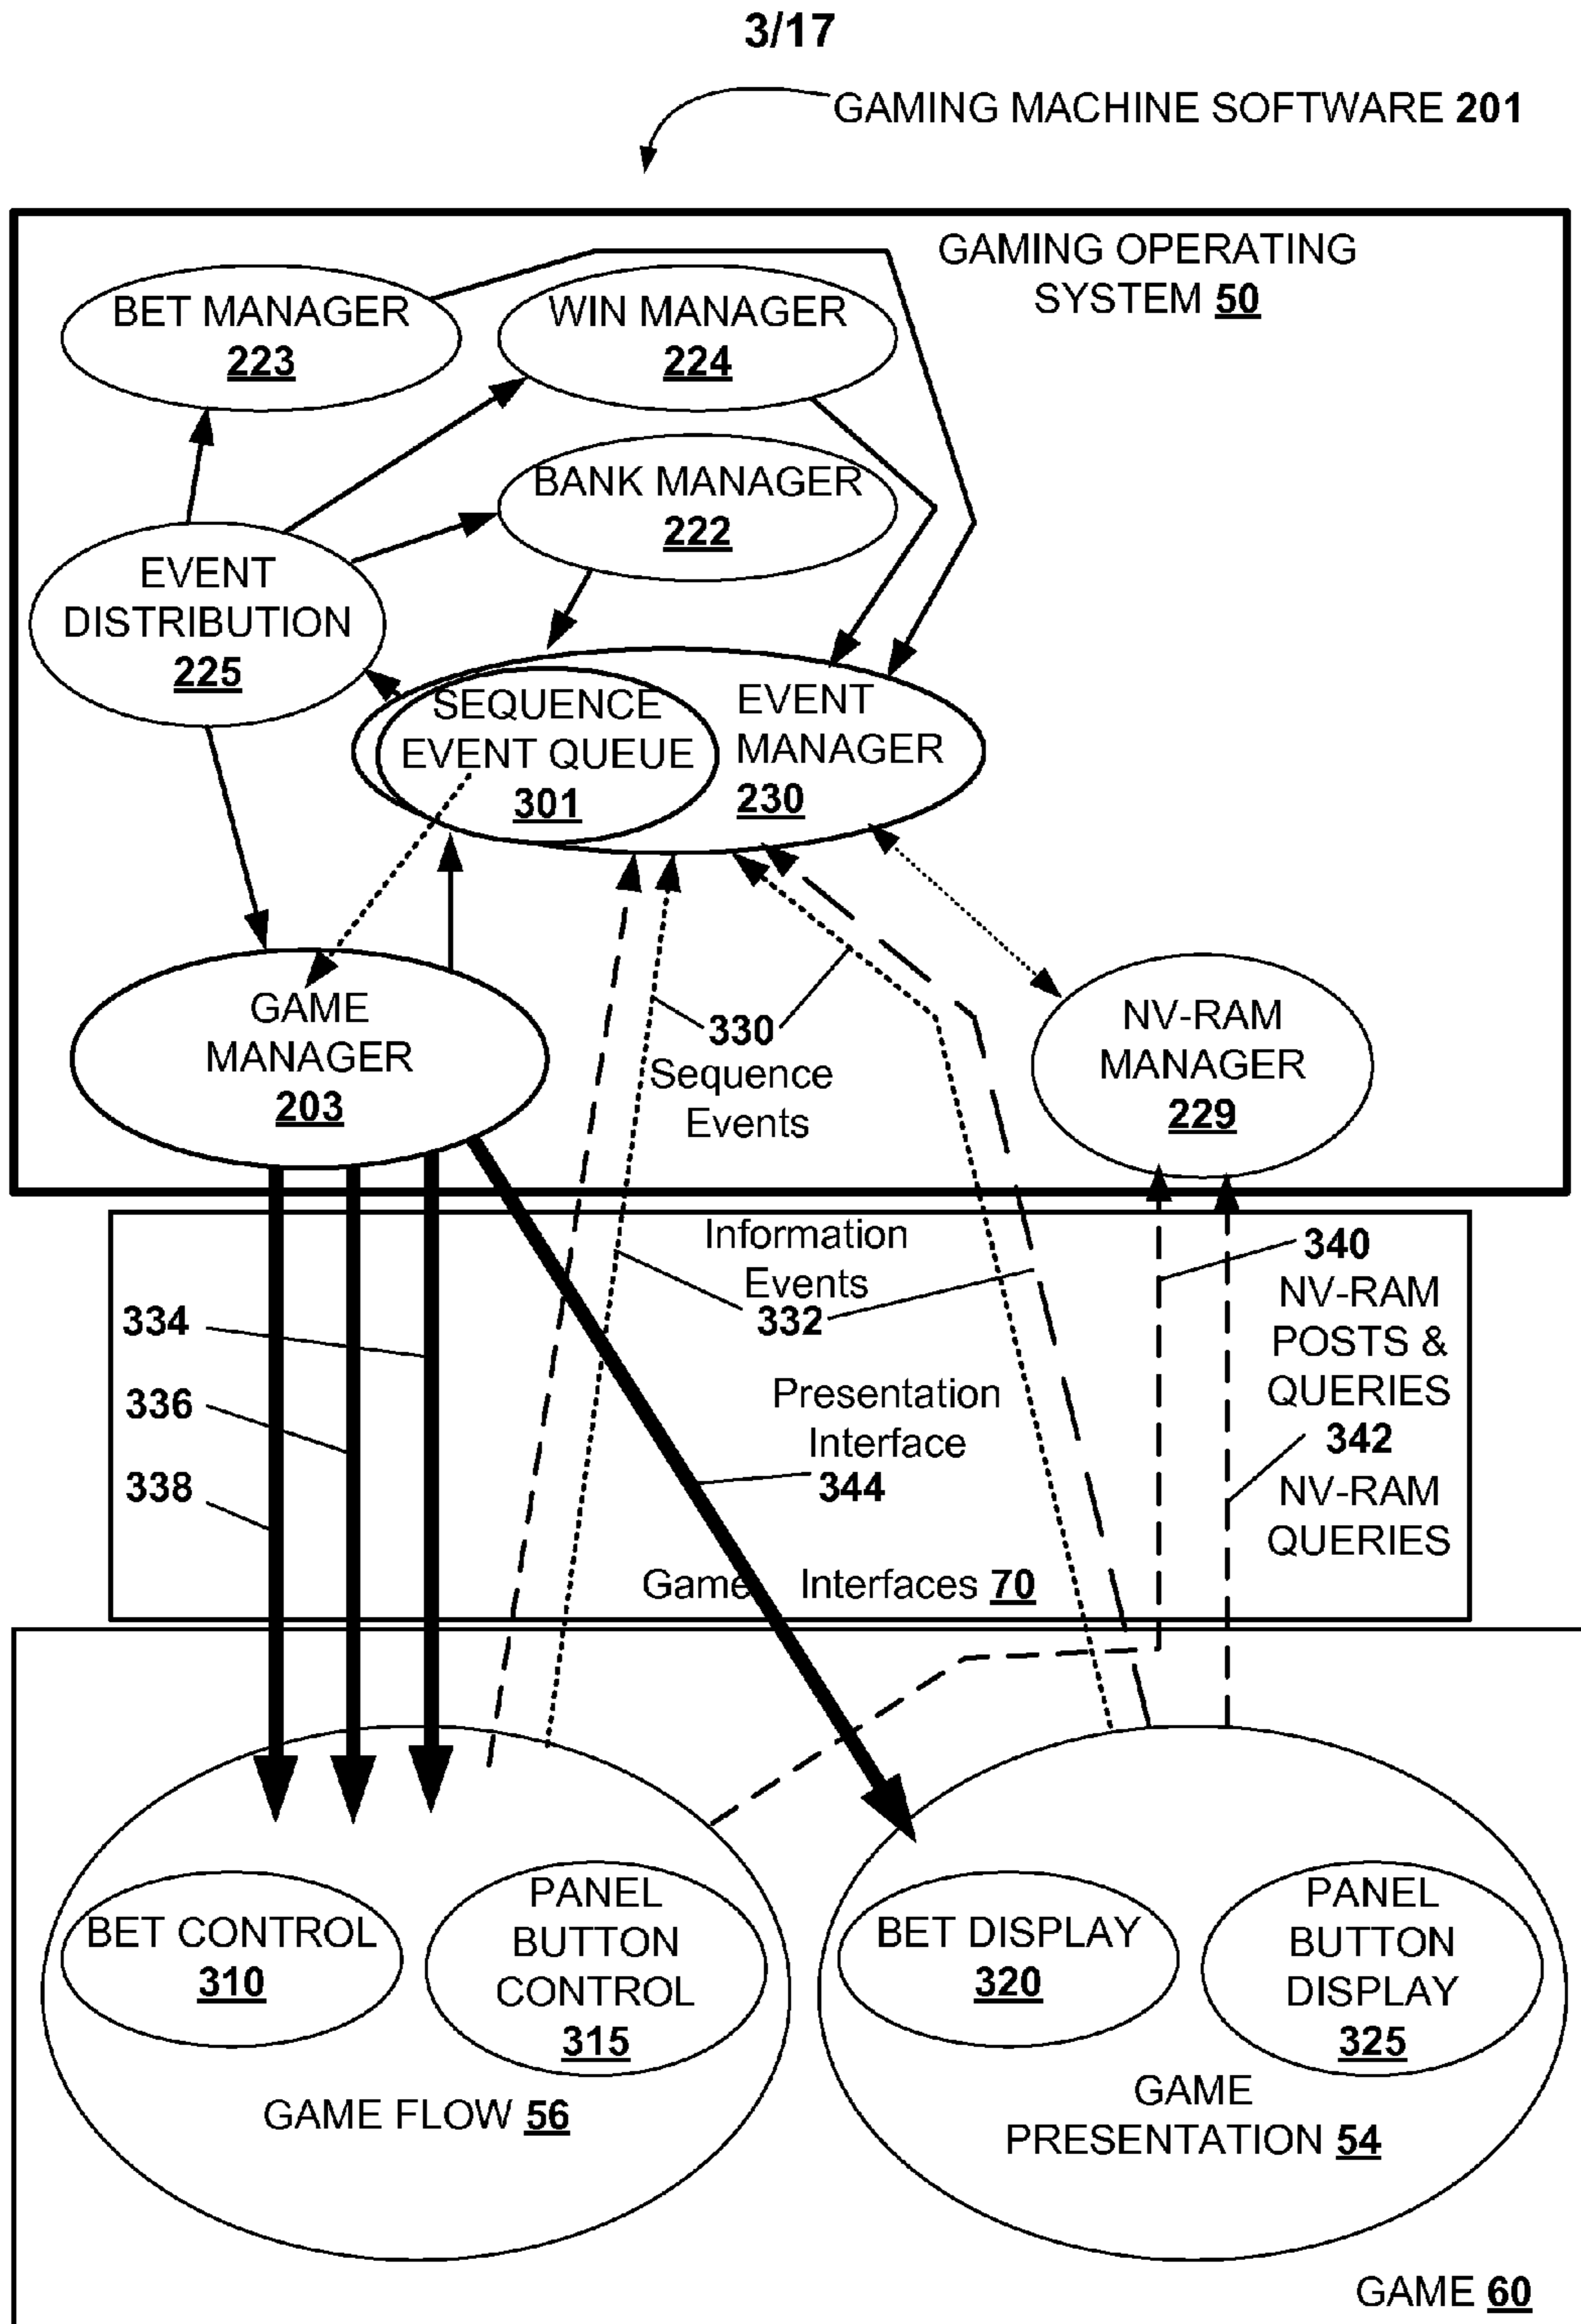 3/17
GAMING MACHINE SOFTWARE 201
GAMING OPERATING
SYSTEM 50
BET MANAGER
223
WIN MANAGER
224
BANK MANAGER
222
EVENT
DISTRIBUTION
225
SEQUENCE
EVENT QUEUE
301
EVENT
MANAGER
230
GAME
MANAGER
203
330
Sequence
Events
NV-RAM
MANAGER
229
Information
Events
332
334
336
338
Presentation
Interface
344
340
NV-RAM
POSTS &
QUERIES
342
NV-RAM
QUERIES
Game Interfaces 70
BET CONTROL
310
PANEL
BUTTON
CONTROL
315
GAME FLOW 56
BET DISPLAY
320
PANEL
BUTTON
DISPLAY
325
GAME
PRESENTATION 54
GAME 60